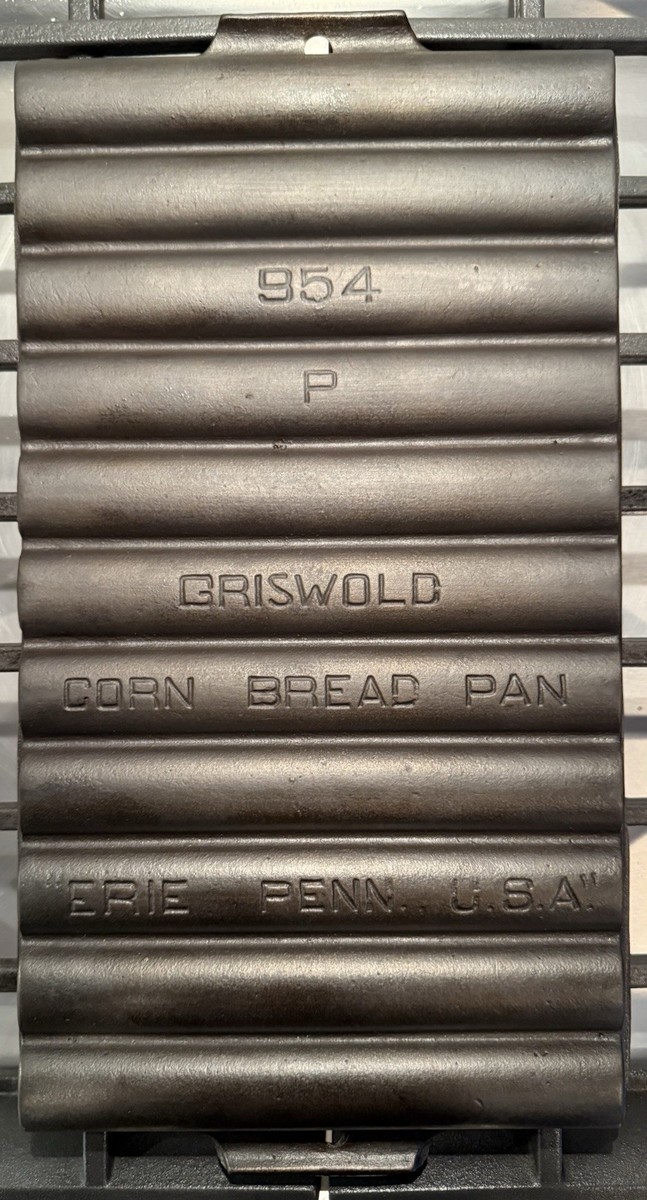 954
P
GRISWOLD
CORN BREAD PAN
"ERIE PENN., U.S.A."